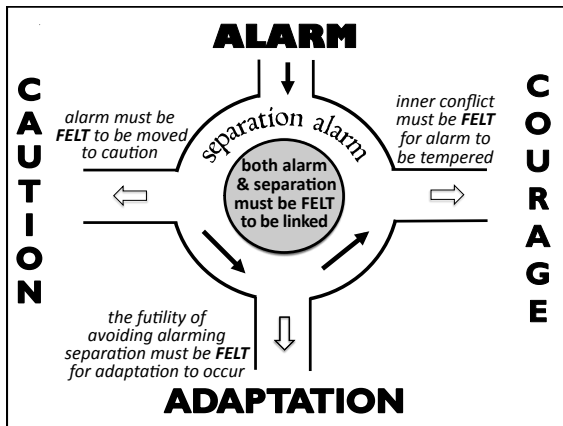 ALARM
CAUTION
alarm must be
FELT to be moved
to caution
separation alarm
inner conflict
must be FELT
for alarm to
be tempered
COURAGE
both alarm
& separation
must be FELT
to be linked
the futility of
avoiding alarming
separation must be FELT
for adaptation to occur
ADAPTATION